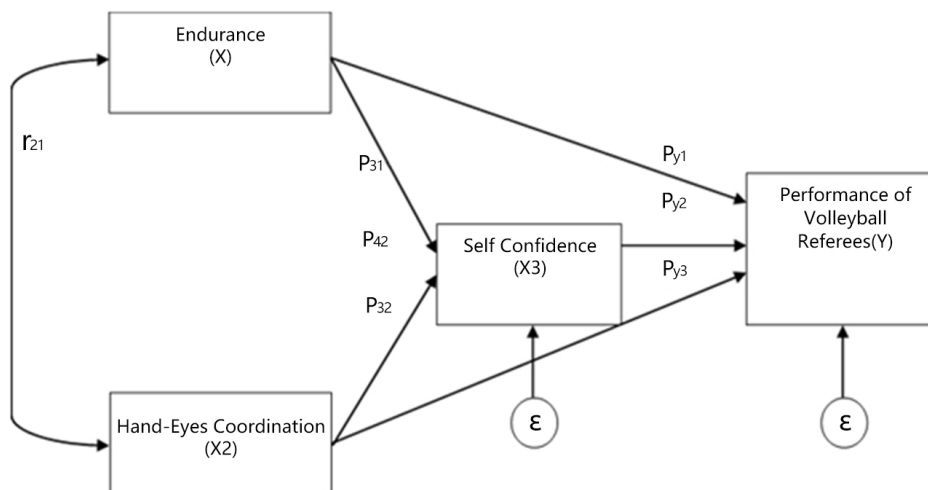 Endurance
(X)
r21
P31
Py1
Performance of
Volleyball
Referees(Y)
Py2
P42
Self Confidence
(X3)
Py3
P32
Hand-Eyes Coordination
(X2)
ε
ε